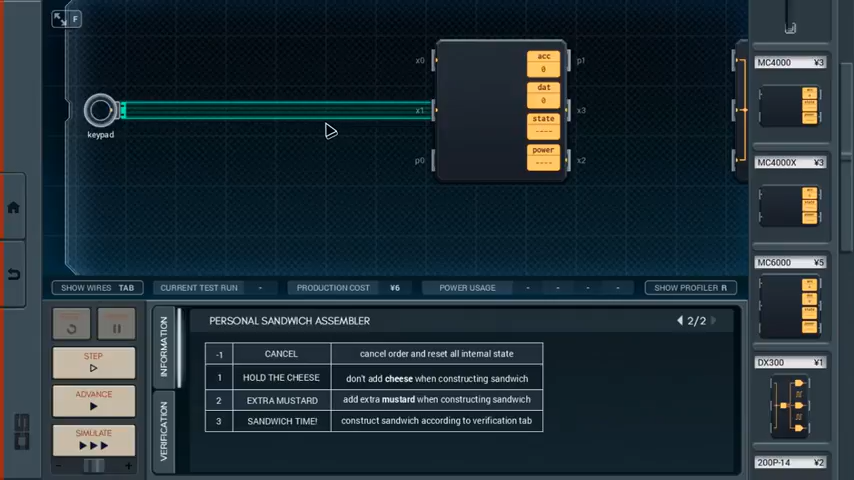 F
MC4000 ¥3
x0
acc
0
p1
dat
0
x1
x3
keypad
state
----
power
----
p0
x2
MC4000X ¥3
MC6000 ¥5
SHOW WIRES TAB
CURRENT TEST RUN -
PRODUCTION COST ¥6
POWER USAGE - - - -
SHOW PROFILER R
PERSONAL SANDWICH ASSEMBLER
2/2
INFORMATION
VERIFICATION
STEP
ADVANCE
SIMULATE
- +
-1 CANCEL cancel order and reset all internal state
1 HOLD THE CHEESE don't add cheese when constructing sandwich
2 EXTRA MUSTARD add extra mustard when constructing sandwich
3 SANDWICH TIME! construct sandwich according to verification tab
DX300 ¥1
200P-14 ¥2